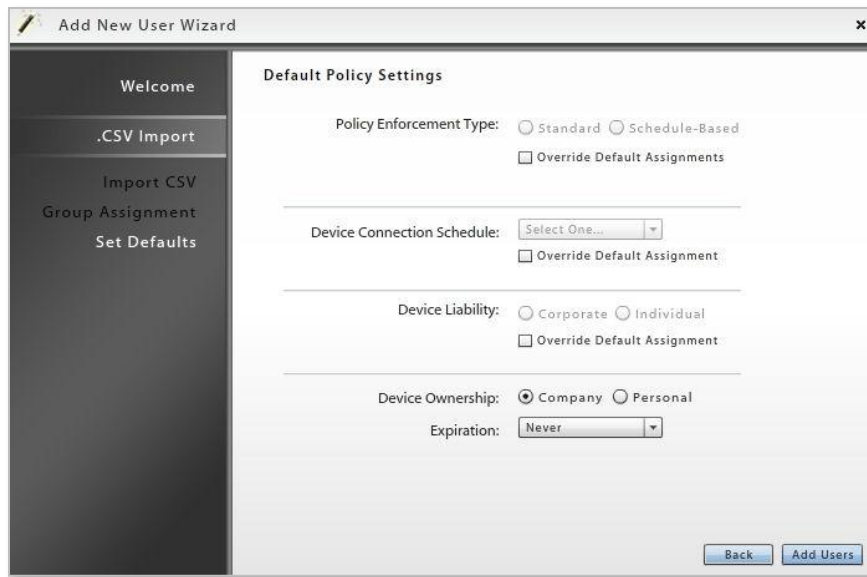 Add New User Wizard
×
Welcome
.CSV Import
Import CSV
Group Assignment
Set Defaults
Default Policy Settings
Policy Enforcement Type: Standard Schedule-Based
Override Default Assignments
Device Connection Schedule: Select One...
Override Default Assignment
Device Liability: Corporate Individual
Override Default Assignment
Device Ownership: Company Personal
Expiration: Never
Back Add Users